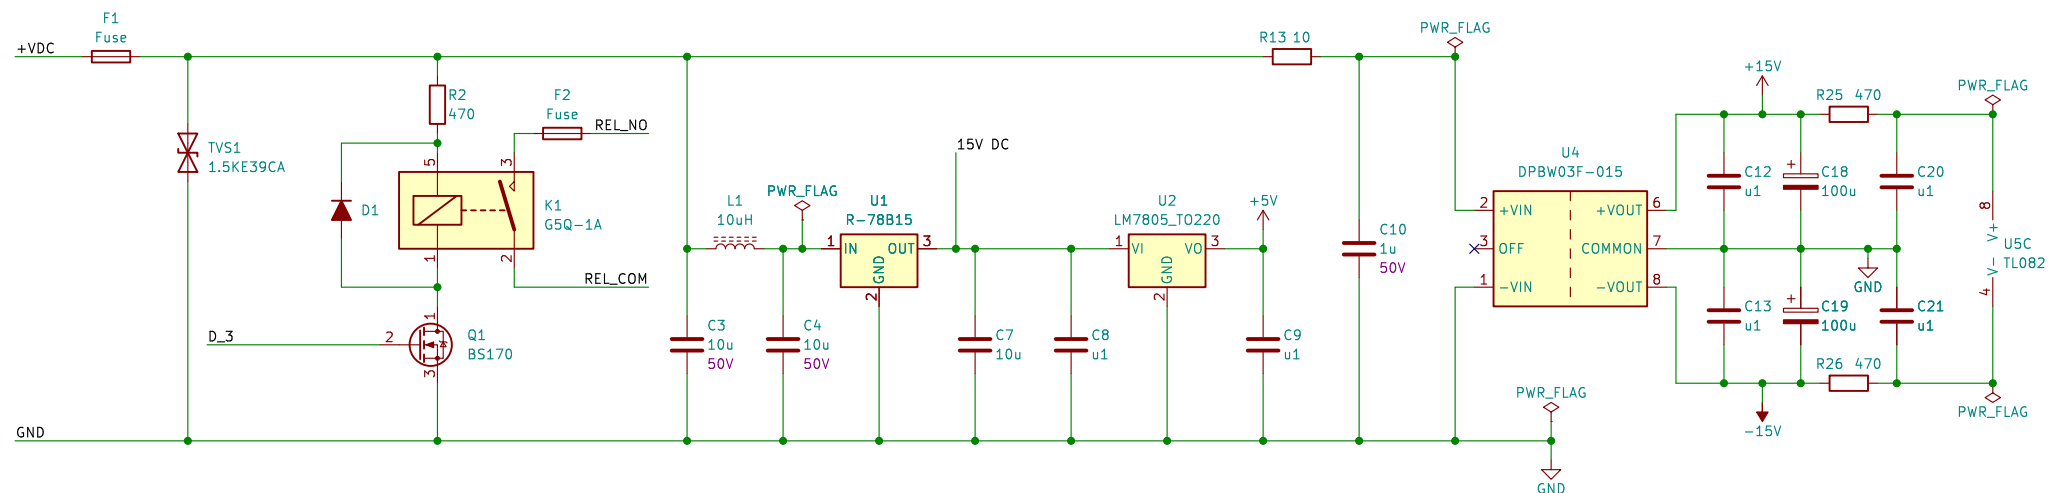 F1
Fuse
+VDC
TVS1
1.5KE39CA
R2
470
F2
Fuse
REL_NO
5
3
D1
K1
G5Q-1A
1
2
REL_COM
D_3
2
1
3
Q1
BS170
GND
L1
10uH
PWR_FLAG
U1
R-78B15
1
IN
OUT
3
GND
2
15V DC
C3
10u
50V
C4
10u
50V
C7
10u
C8
u1
U2
LM7805_TO220
1
VI
VO
3
GND
2
+5V
C9
u1
R13 10
C10
1u
50V
PWR_FLAG
PWR_FLAG
GND
U4
DPBW03F-015
2
+VIN
3
OFF
1
-VIN
+VOUT
6
COMMON
7
-VOUT
8
+15V
R25 470
PWR_FLAG
C12
u1
C18
100u
C20
u1
GND
C13
u1
C19
100u
C21
u1
R26 470
-15V
PWR_FLAG
8
V+
U5C
TL082
V-
4